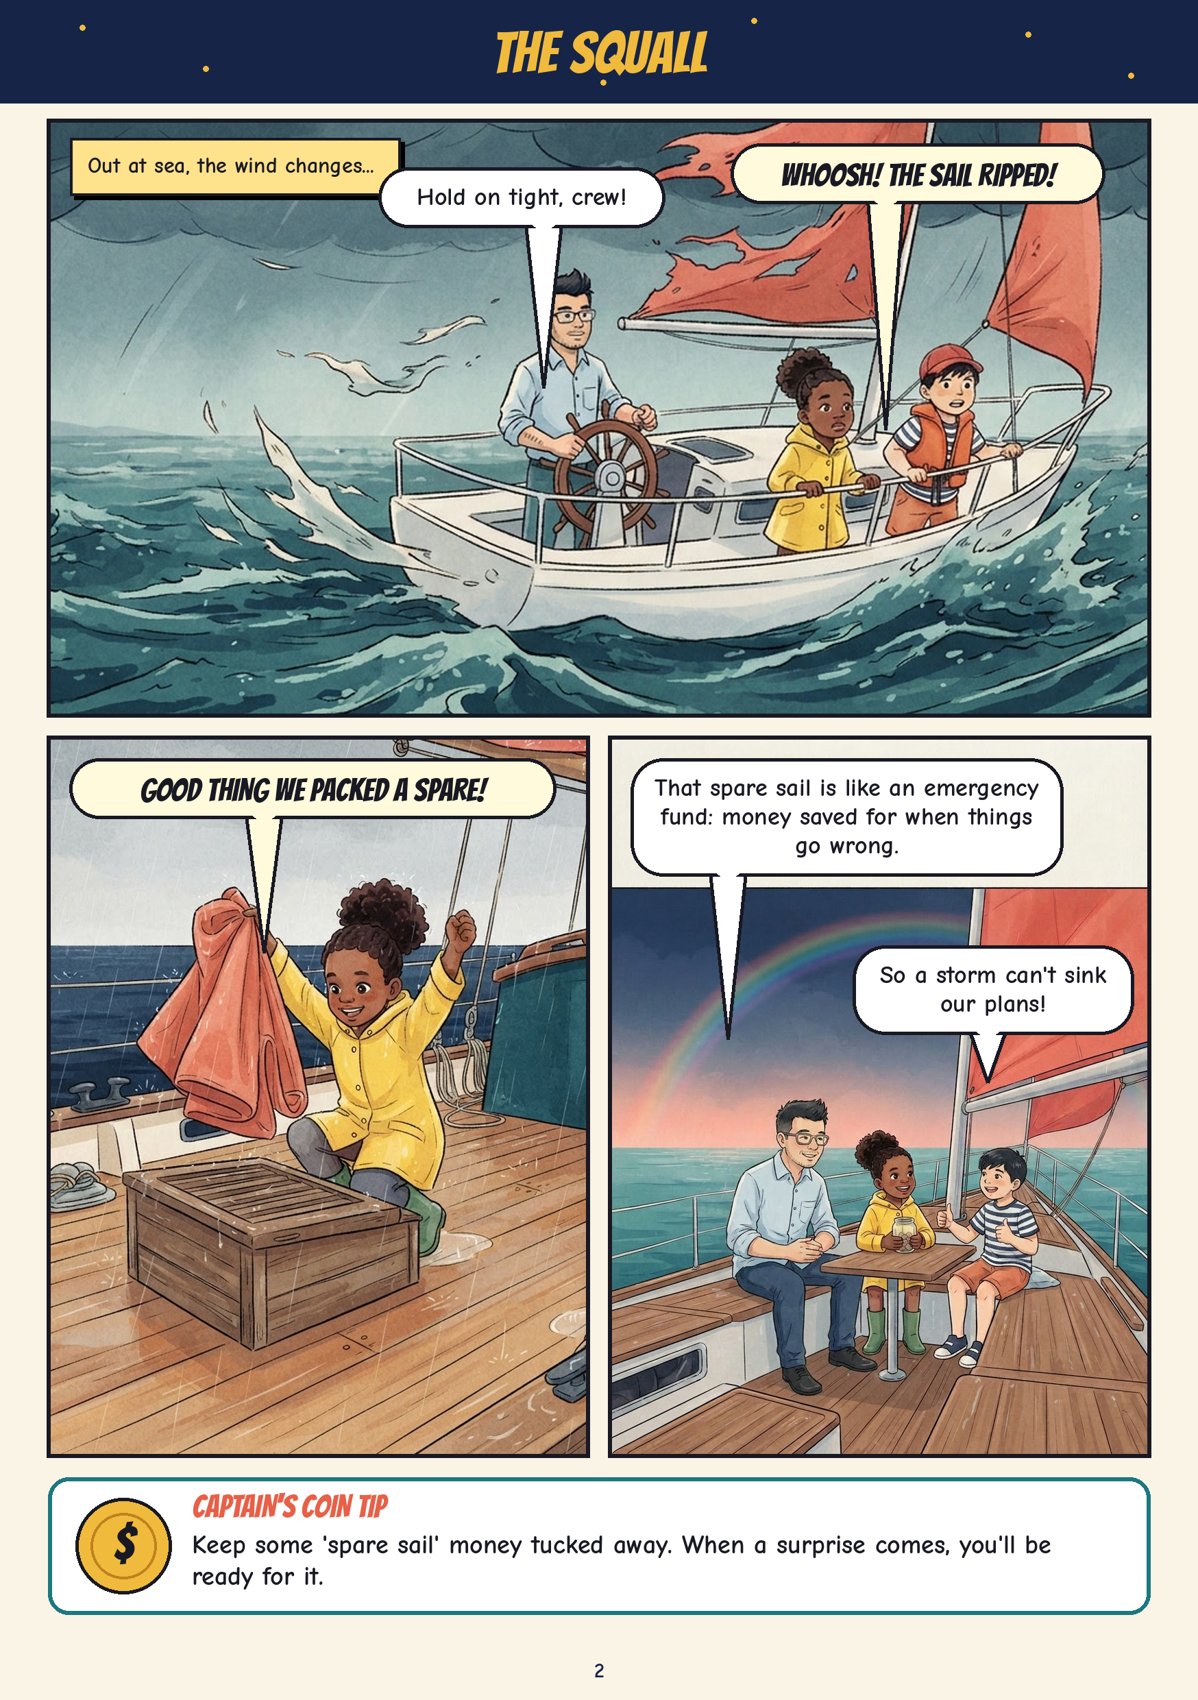 THE SQUALL
Out at sea, the wind changes...
Hold on tight, crew!
WHOOSH! THE SAIL RIPPED!
GOOD THING WE PACKED A SPARE!
That spare sail is like an emergency
fund: money saved for when things
go wrong.
So a storm can't sink
our plans!
$
CAPTAIN'S COIN TIP
Keep some 'spare sail' money tucked away. When a surprise comes, you'll be
ready for it.
2